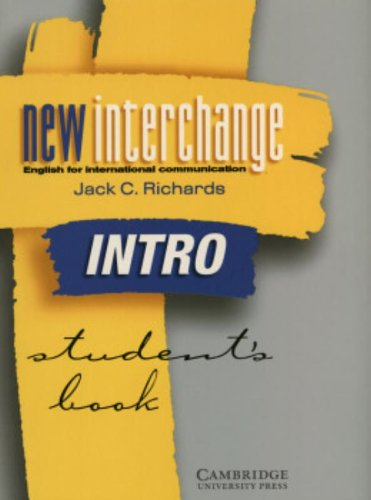 new interchange
English for international communication
Jack C. Richards
INTRO
student's
book
CAMBRIDGE
UNIVERSITY PRESS